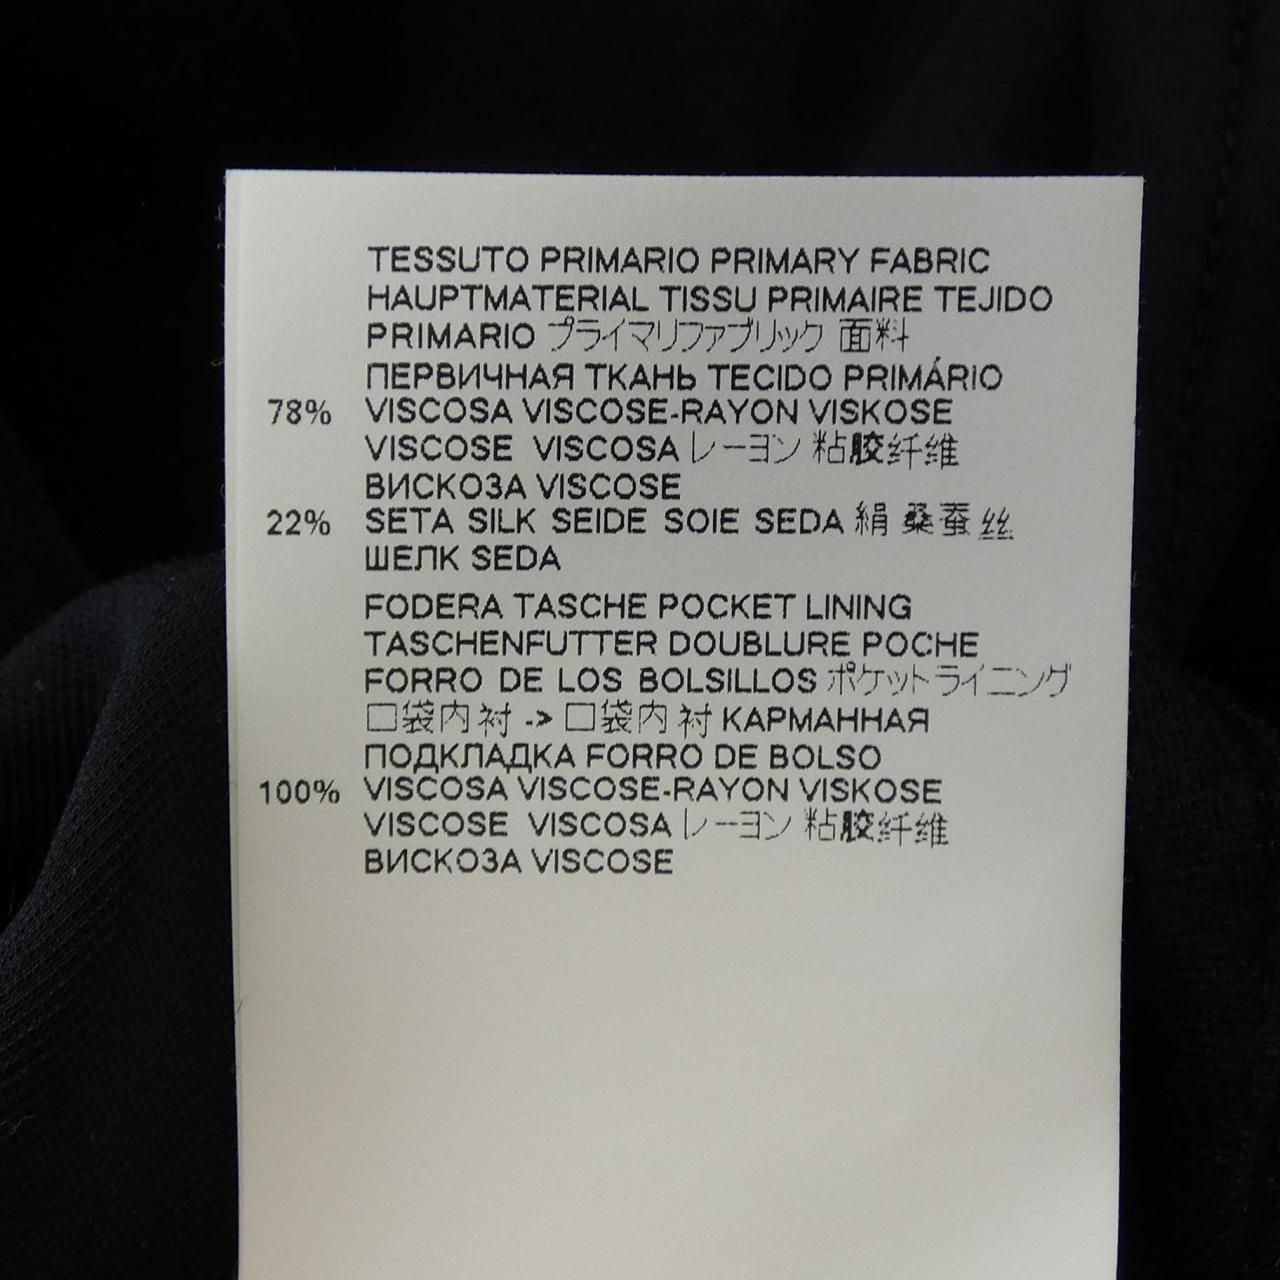 TESSUTO PRIMARIO PRIMARY FABRIC
HAUPTMATERIAL TISSU PRIMAIRE TEJIDO
PRIMARIO プライマリファブリック 面料
ПЕРВИЧНАЯ ТКАНЬ TECIDO PRIMÁRIO
78% VISCOSA VISCOSE-RAYON VISKOSE
VISCOSE VISCOSA レーヨン 粘胶纤维
ВИСКОЗА VISCOSE
22% SETA SILK SEIDE SOIE SEDA 絹 桑蚕丝
ШЕЛК SEDA
FODERA TASCHE POCKET LINING
TASCHENFUTTER DOUBLURE POCHE
FORRO DE LOS BOLSILLOS ポケットライニング
口袋内衬 -> 口袋内衬 КАРМАННАЯ
ПОДКЛАДКА FORRO DE BOLSO
100% VISCOSA VISCOSE-RAYON VISKOSE
VISCOSE VISCOSA レーヨン 粘胶纤维
ВИСКОЗА VISCOSE